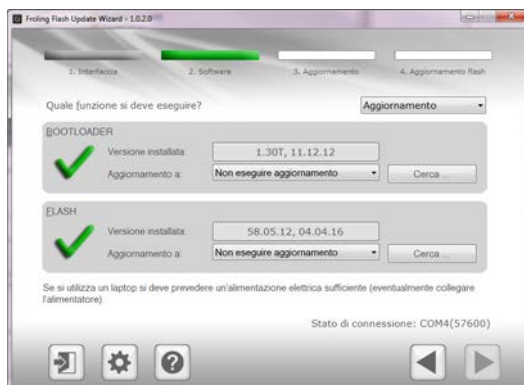 Froling Flash Update Wizard - 1.0.2.0
1. Interfaccia
2. Software
3. Aggiornamento
4. Aggiornamento flash
Quale funzione si deve eseguire?
Aggiornamento
BOOTLOADER
Versione installata:
1.30T, 11.12.12
Aggiornamento a:
Non eseguire aggiornamento
Cerca ...
FLASH
Versione installata:
58.05.12, 04.04.16
Aggiornamento a:
Non eseguire aggiornamento
Cerca ...
Se si utilizza un laptop si deve prevedere un'alimentazione elettrica sufficiente (eventualmente collegare
l'alimentatore)
Stato di connessione: COM4(57600)